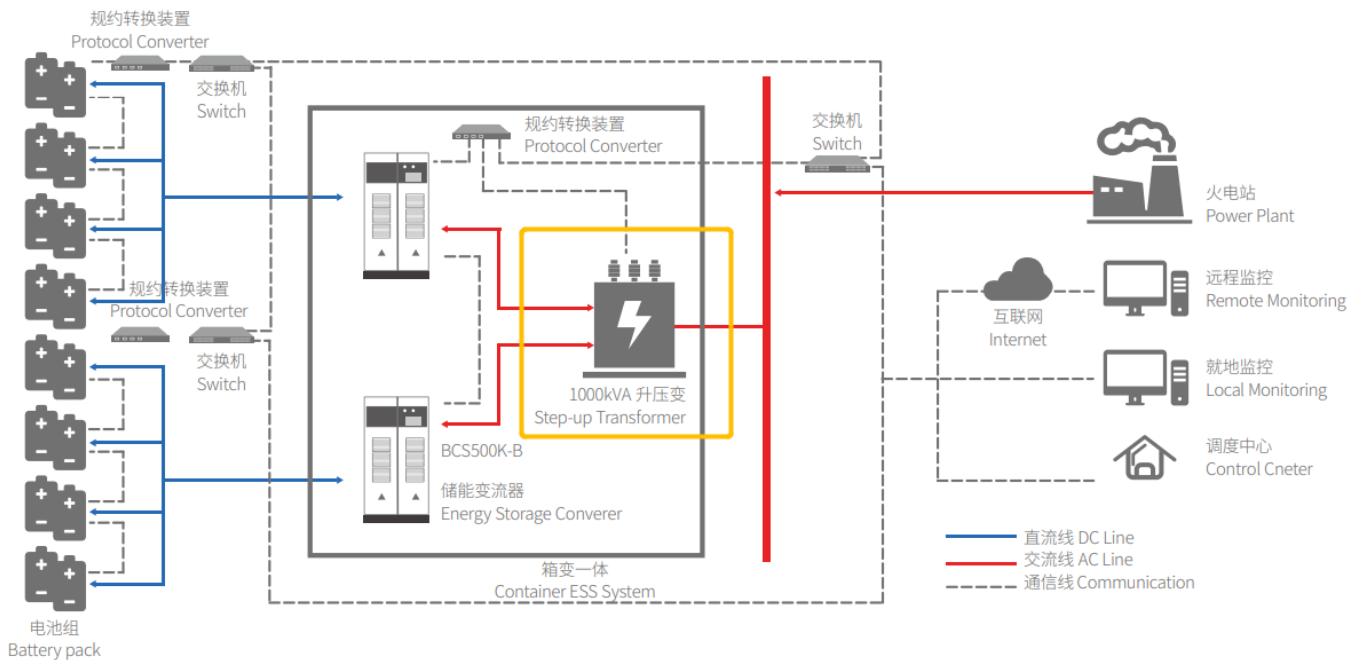 规约转换装置
Protocol Converter
交换机
Switch
规约转换装置
Protocol Converter
交换机
Switch
火电站
Power Plant
规约转换装置
Protocol Converter
交换机
Switch
互联网
Internet
远程监控
Remote Monitoring
就地监控
Local Monitoring
调度中心
Control Cneter
1000kVA 升压变
Step-up Transformer
BCS500K-B
储能变流器
Energy Storage Converer
箱变一体
Container ESS System
直流线 DC Line
交流线 AC Line
通信线 Communication
电池组
Battery pack